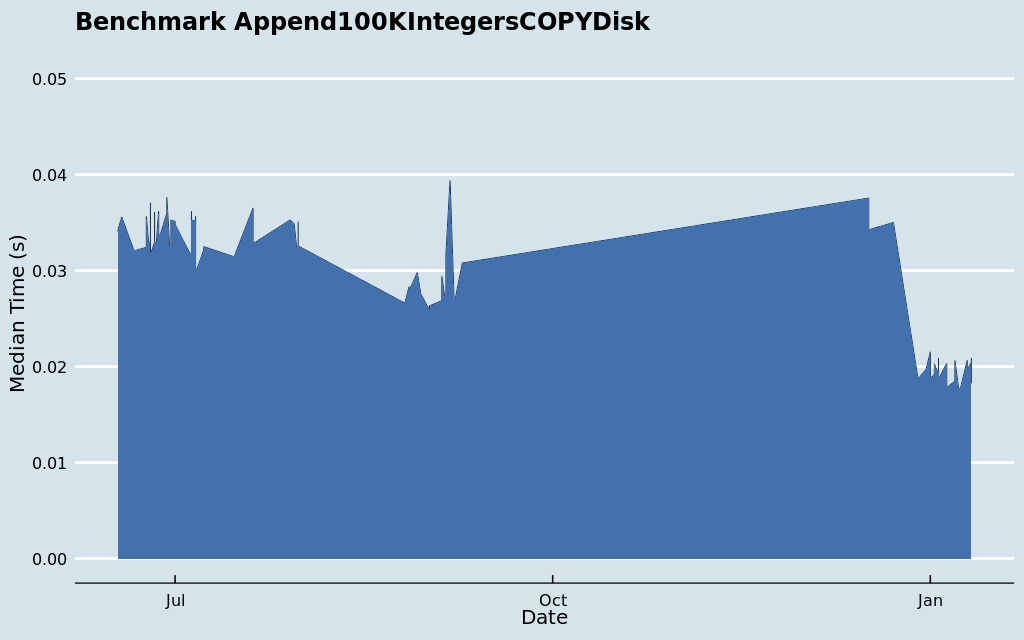 Benchmark Append100KIntegersCOPYDisk
0.05
0.04
0.03
0.02
0.01
0.00
Median Time (s)
Jul
Oct
Jan
Date